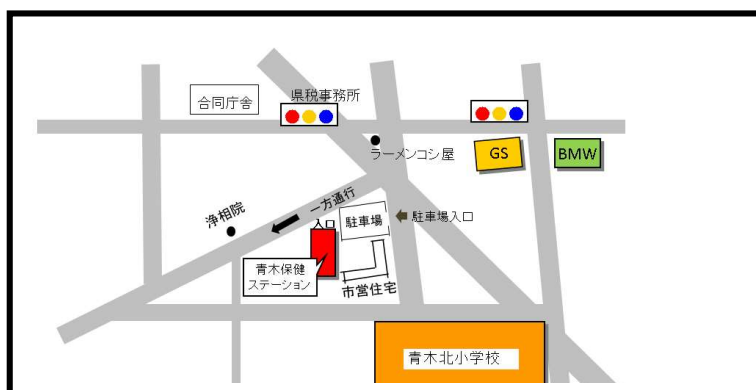 県税事務所
合同庁舎
ラーメンコシ屋
GS
BMW
一方通行
浄相院
入口
駐車場
駐車場入口
青木保健
ステーション
市営住宅
青木北小学校